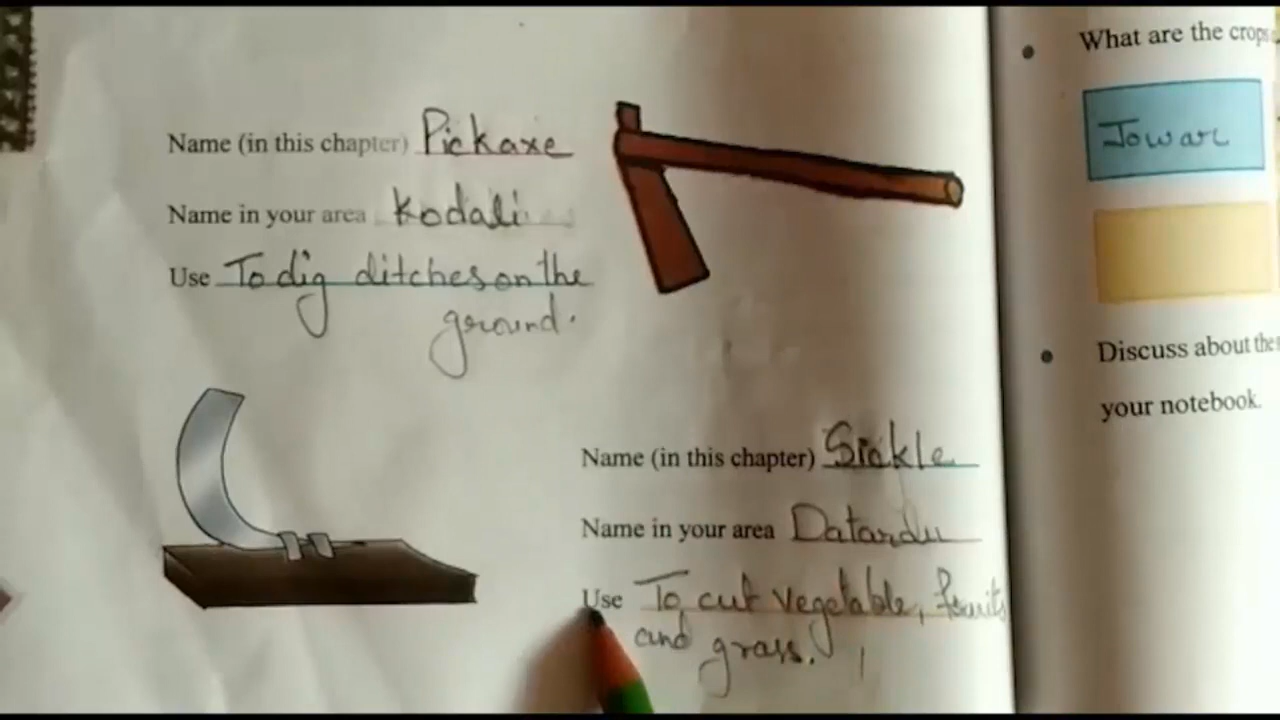 Name (in this chapter) Pickaxe
Name in your area Kodali
Use To dig ditches on the
ground.
Name (in this chapter) Sickle
Name in your area Datardu
Use To cut vegetable, fruits
and grass.
What are the crops
Jowar
Discuss about the
your notebook.